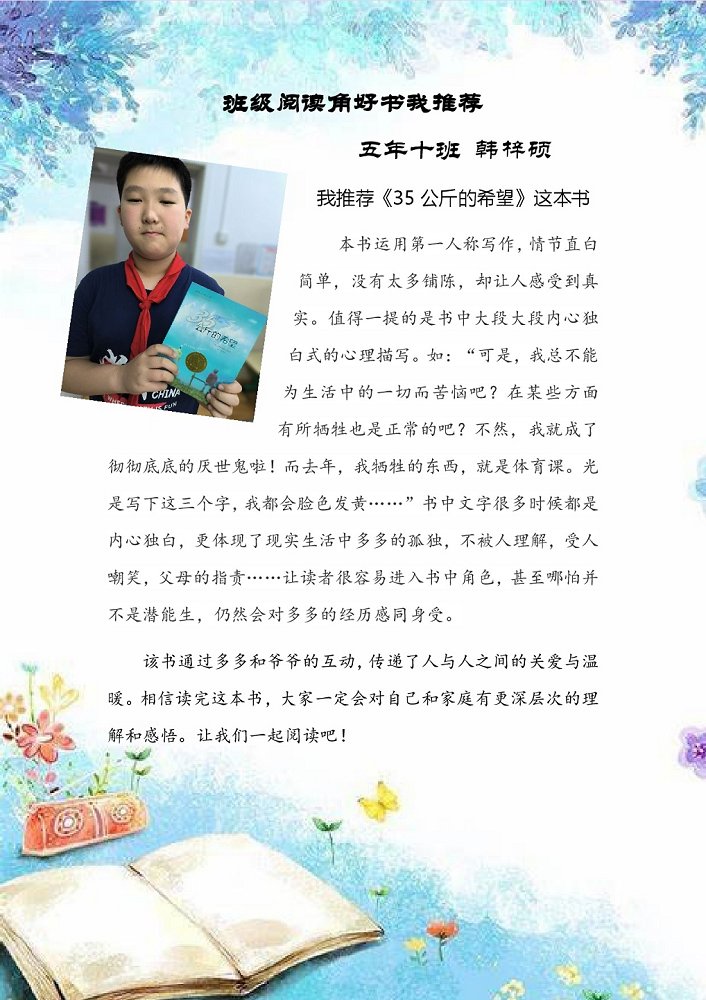 班级阅读角好书我推荐
五年十班 韩梓硕
我推荐《35 公斤的希望》这本书
本书运用第一人称写作，情节直白
简单，没有太多铺陈，却让人感受到真
实。值得一提的是书中大段大段内心独
白式的心理描写。如：“可是，我总不能
为生活中的一切而苦恼吧？在某些方面
有所牺牲也是正常的吧？不然，我就成了
彻彻底底的厌世鬼啦！而去年，我牺牲的东西，就是体育课。光
是写下这三个字，我都会脸色发黄……”书中文字很多时候都是
内心独白，更体现了现实生活中多多的孤独，不被人理解，受人
嘲笑，父母的指责……让读者很容易进入书中角色，甚至哪怕并
不是潜能生，仍然会对多多的经历感同身受。
该书通过多多和爷爷的互动，传递了人与人之间的关爱与温
暖。相信读完这本书，大家一定会对自己和家庭有更深层次的理
解和感悟。让我们一起阅读吧！
35
公斤的希望
CHINA